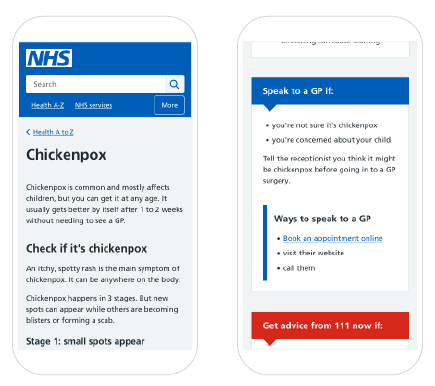 NHS
Search
Health A-Z NHS services More
Health A to Z
Chickenpox
Chickenpox is common and mostly affects
children, but you can get it at any age. It
usually gets better by itself after 1 to 2 weeks
without needing to see a GP.
Check if it's chickenpox
An itchy, spotty rash is the main symptom of
chickenpox. It can be anywhere on the body.
Chickenpox happens in 3 stages. But new
spots can appear while others are becoming
blisters or forming a scab.
Stage 1: small spots appear
Speak to a GP if:
• you're not sure it's chickenpox
• you're concerned about your child
Tell the receptionist you think it might
be chickenpox before going in to a GP
surgery.
Ways to speak to a GP
• Book an appointment online
• visit their website
• call them
Get advice from 111 now if: